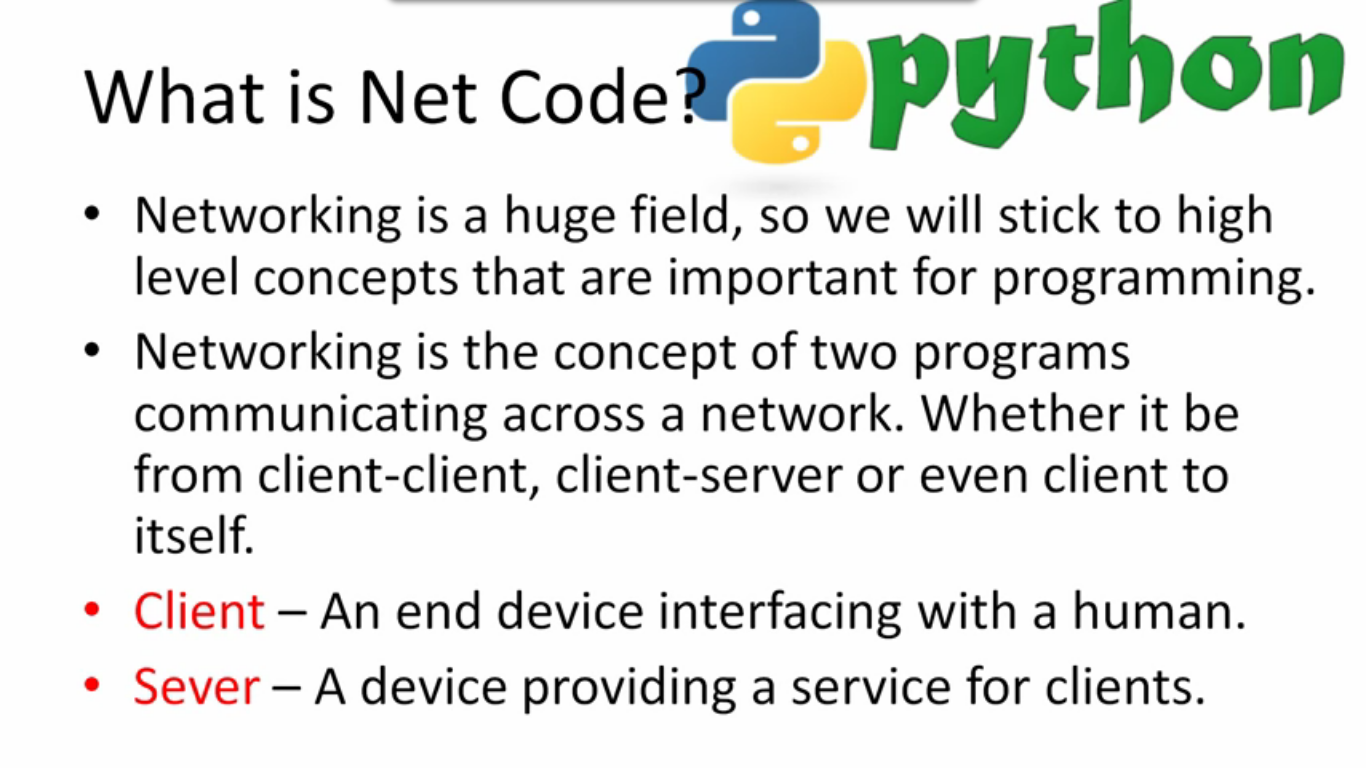 python
What is Net Code?
• Networking is a huge field, so we will stick to high
level concepts that are important for programming.
• Networking is the concept of two programs
communicating across a network. Whether it be
from client-client, client-server or even client to
itself.
• Client – An end device interfacing with a human.
• Sever – A device providing a service for clients.